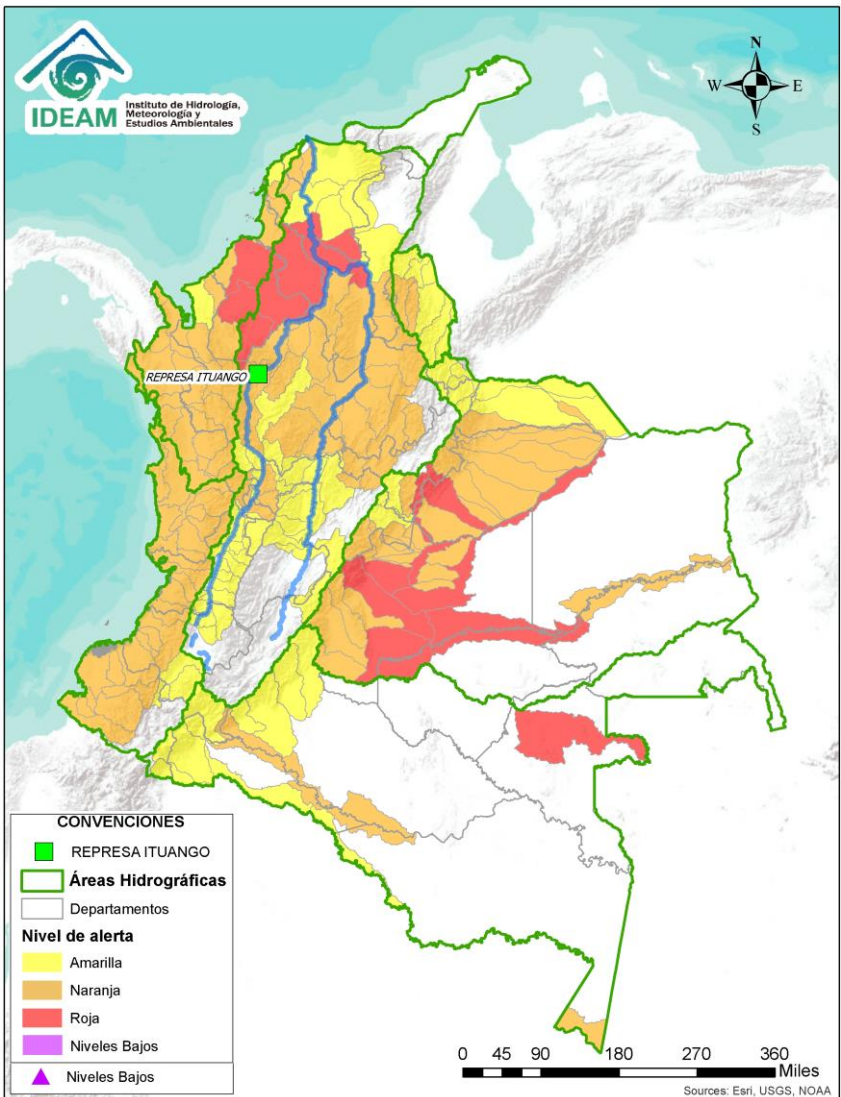 IDEAM
Instituto de Hidrología,
Meteorología y
Estudios Ambientales
N
W
E
S
REPRESA ITUANGO
CONVENCIONES
REPRESA ITUANGO
Áreas Hidrográficas
Departamentos
Nivel de alerta
Amarilla
Naranja
Roja
Niveles Bajos
Niveles Bajos
0 45 90 180 270 360
Miles
Sources: Esri, USGS, NOAA